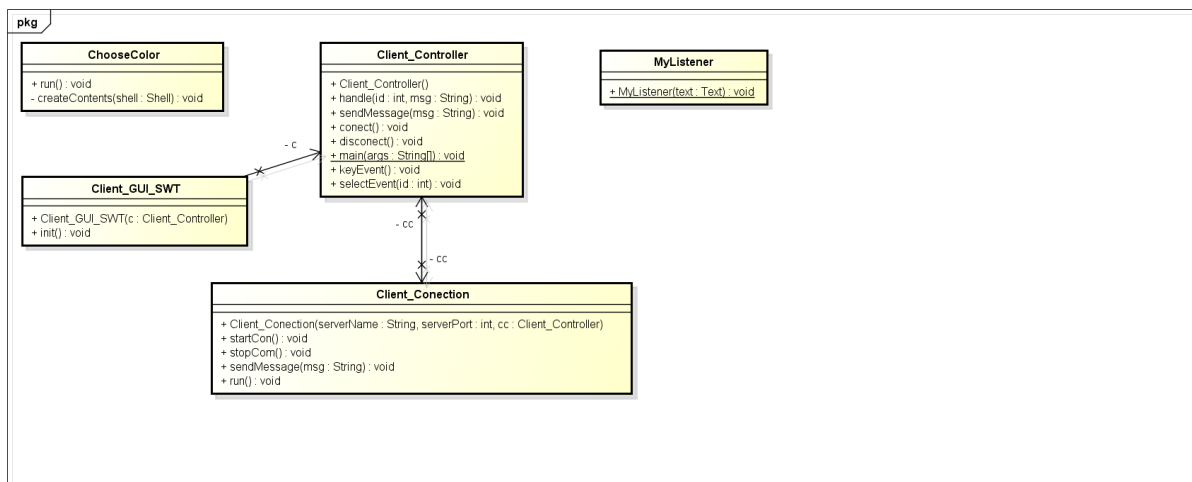 pkg
ChooseColor
+ run() : void
- createContents(shell : Shell) : void
Client_Controller
+ Client_Controller()
+ handle(id : int, msg : String) : void
+ sendMessage(msg : String) : void
+ conect() : void
+ disconect() : void
+ main(args : String[]) : void
+ keyEvent() : void
+ selectEvent(id : int) : void
MyListener
+ MyListener(text : Text) : void
- c
Client_GUI_SWT
+ Client_GUI_SWT(c : Client_Controller)
+ init() : void
- cc
- cc
Client_Conection
+ Client_Conection(serverName : String, serverPort : int, cc : Client_Controller)
+ startCon() : void
+ stopCom() : void
+ sendMessage(msg : String) : void
+ run() : void